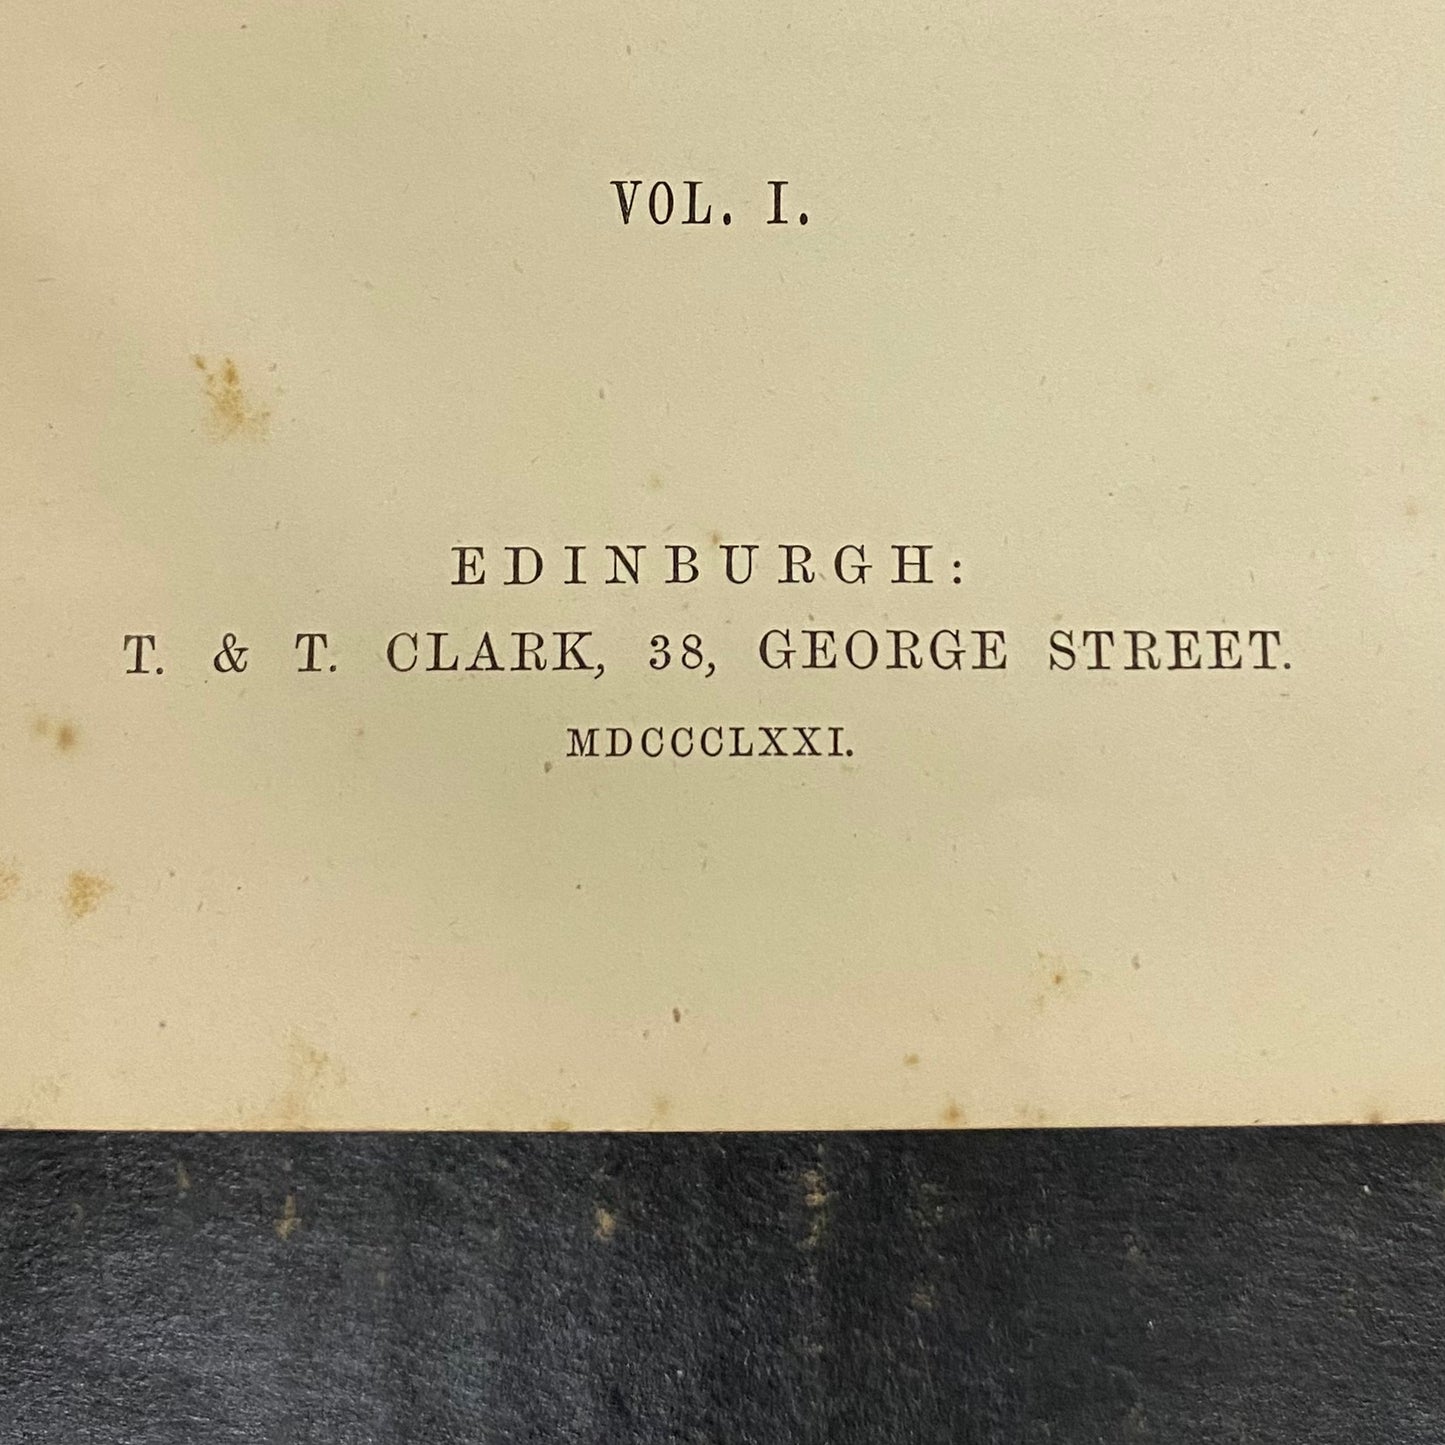 VOL. I.
EDINBURGH:
T. & T. CLARK, 38, GEORGE STREET.
MDCCCLXXI.